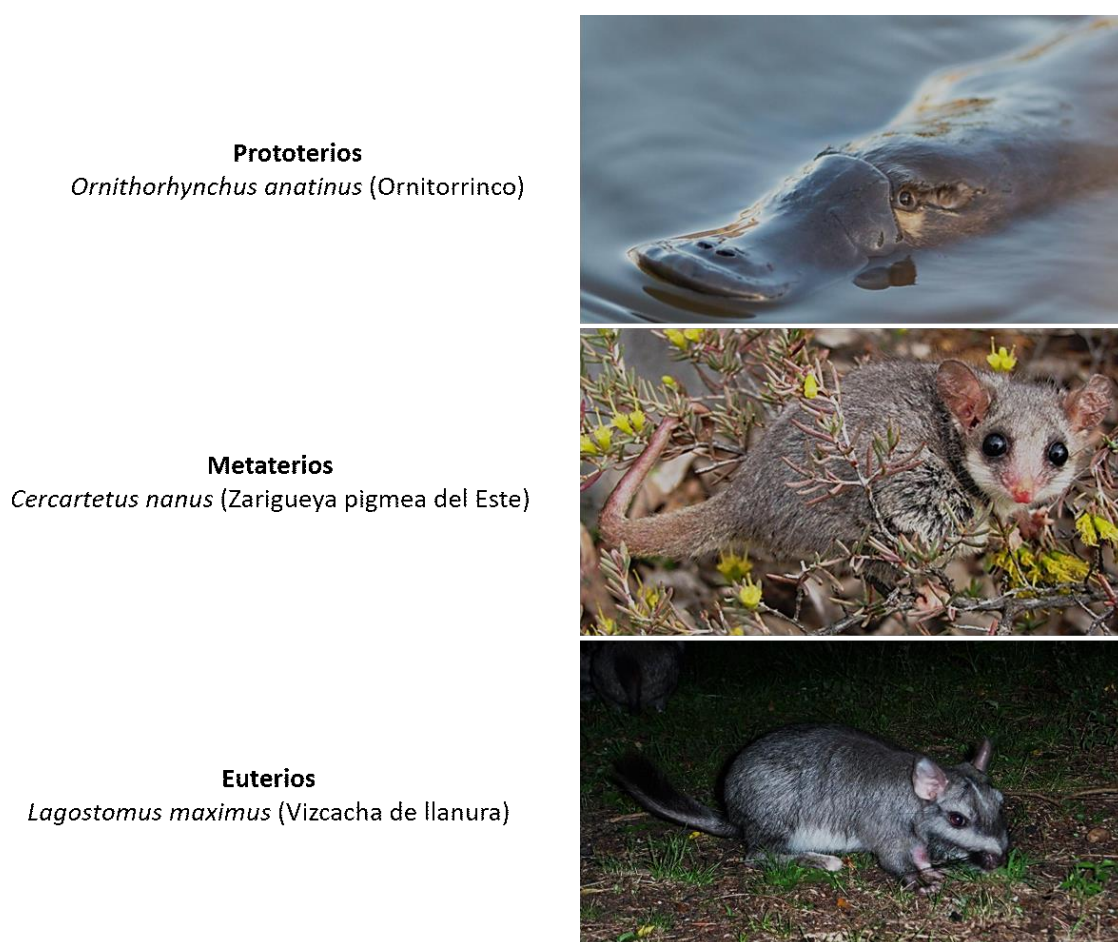 Prototerios
Ornithorhynchus anatinus (Ornitorrinco)
Metaterios
Cercartetus nanus (Zarigueya pigmea del Este)
Euterios
Lagostomus maximus (Vizcacha de llanura)